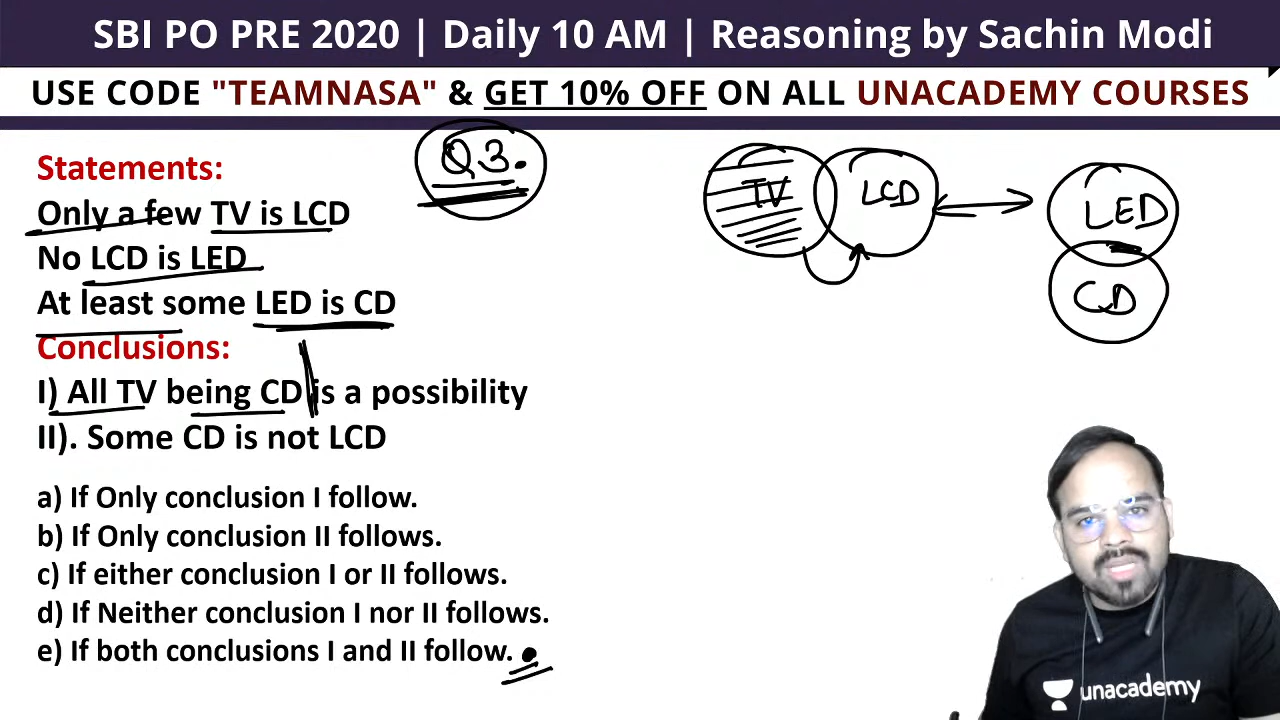 SBI PO PRE 2020 | Daily 10 AM | Reasoning by Sachin Modi
USE CODE "TEAMNASA" & GET 10% OFF ON ALL UNACADEMY COURSES
Q3.
Statements:
Only a few TV is LCD
No LCD is LED
At least some LED is CD
Conclusions:
I) All TV being CD is a possibility
II). Some CD is not LCD
a) If Only conclusion I follow.
b) If Only conclusion II follows.
c) If either conclusion I or II follows.
d) If Neither conclusion I nor II follows.
e) If both conclusions I and II follow.
TV LCD LED
CD
unacademy